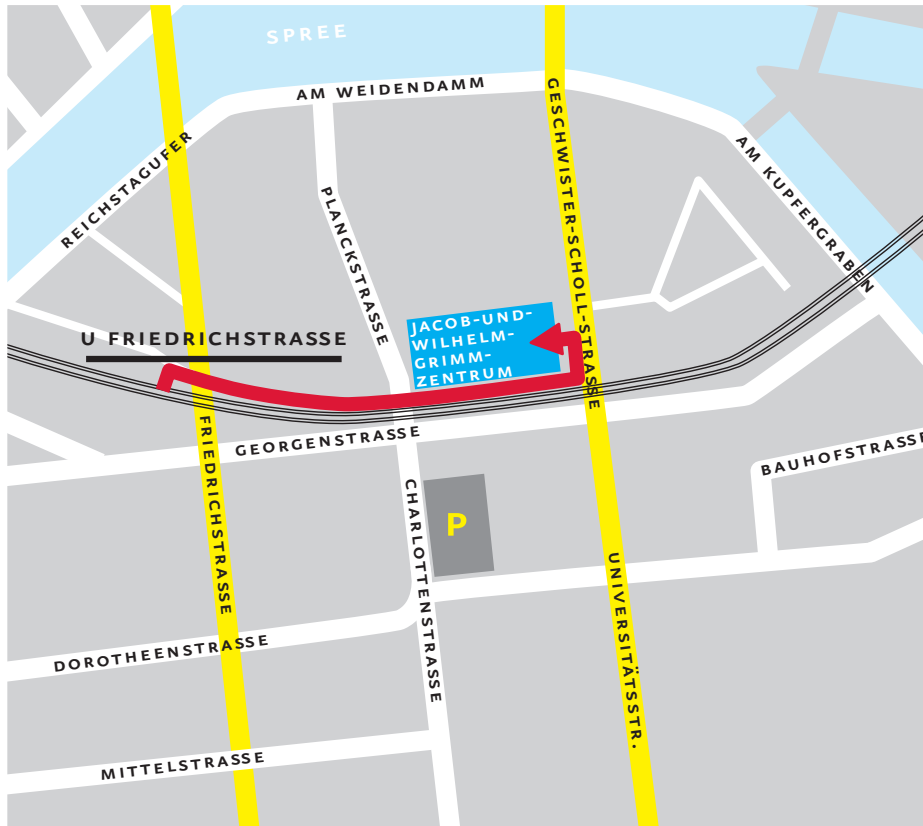 SPREE
AM WEIDENDAMM
GESCHWISTER-SCHOLL-STRASSE
REICHSTAGUFER
AM KUPFERGRABEN
PLANCKSTRASSE
JACOB-UND-
WILHELM-
GRIMM-
ZENTRUM
U FRIEDRICHSTRASSE
GEORGENSTRASSE
FRIEDRICHSTRASSE
BAUHOFSTRASSE
CHARLOTTENSTRASSE
P
UNIVERSITÄTSSTR.
DOROTHEENSTRASSE
MITTELSTRASSE